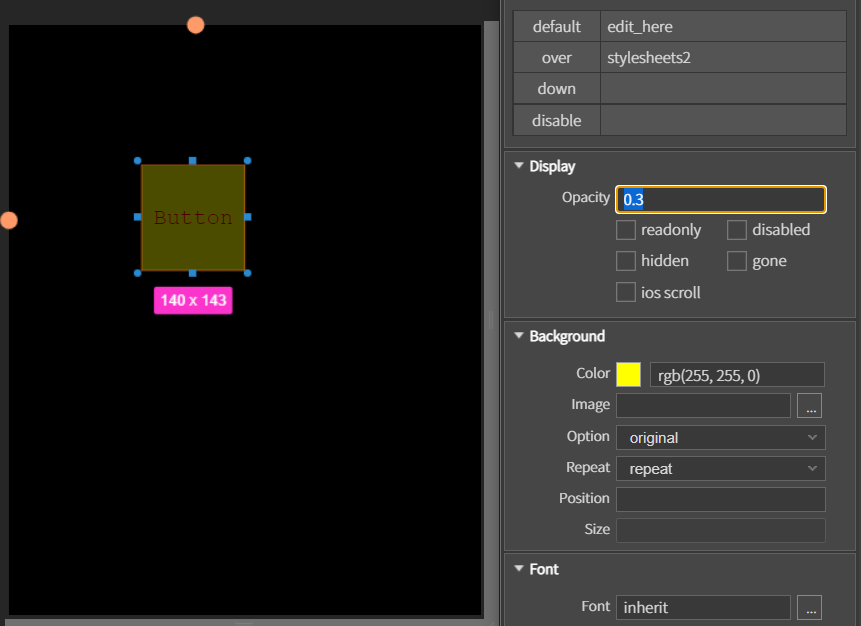 default edit_here
over stylesheets2
down
disable
Display
Opacity 0.3
readonly disabled
hidden gone
ios scroll
Button
140 x 143
Background
Color rgb(255, 255, 0)
Image ...
Option original
Repeat repeat
Position
Size
Font
Font inherit ...